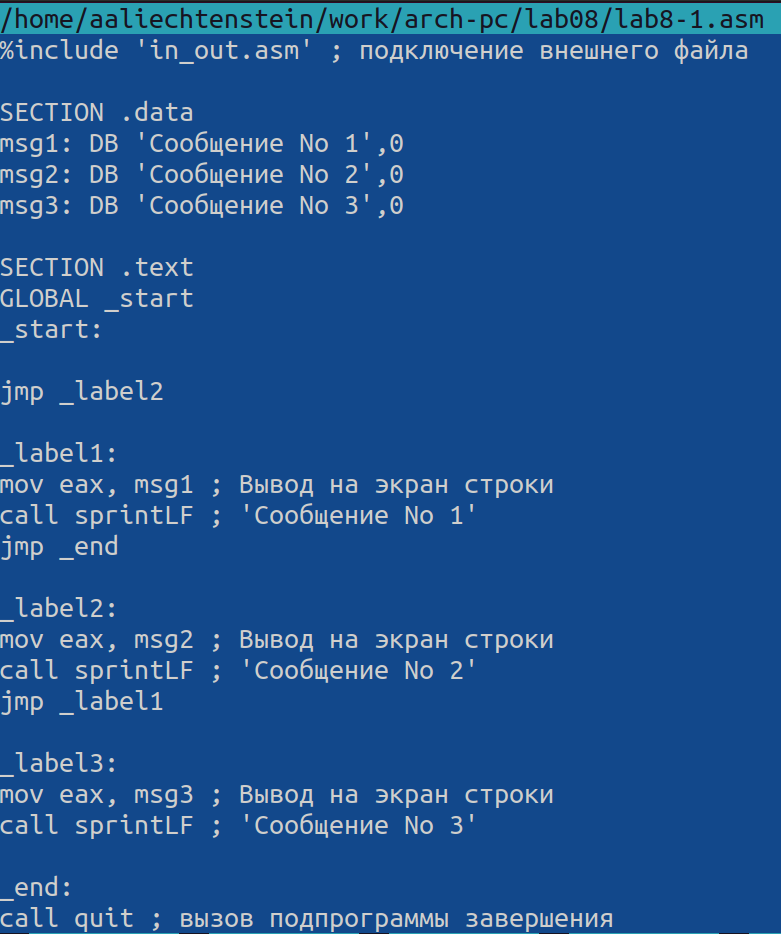 /home/aaliechtenstein/work/arch-pc/lab08/lab8-1.asm
%include 'in_out.asm' ; подключение внешнего файла
SECTION .data
msg1: DB 'Сообщение No 1',0
msg2: DB 'Сообщение No 2',0
msg3: DB 'Сообщение No 3',0
SECTION .text
GLOBAL _start
_start:
jmp _label2
_label1:
mov eax, msg1 ; Вывод на экран строки
call sprintLF ; 'Сообщение No 1'
jmp _end
_label2:
mov eax, msg2 ; Вывод на экран строки
call sprintLF ; 'Сообщение No 2'
jmp _label1
_label3:
mov eax, msg3 ; Вывод на экран строки
call sprintLF ; 'Сообщение No 3'
_end:
call quit ; вызов подпрограммы завершения